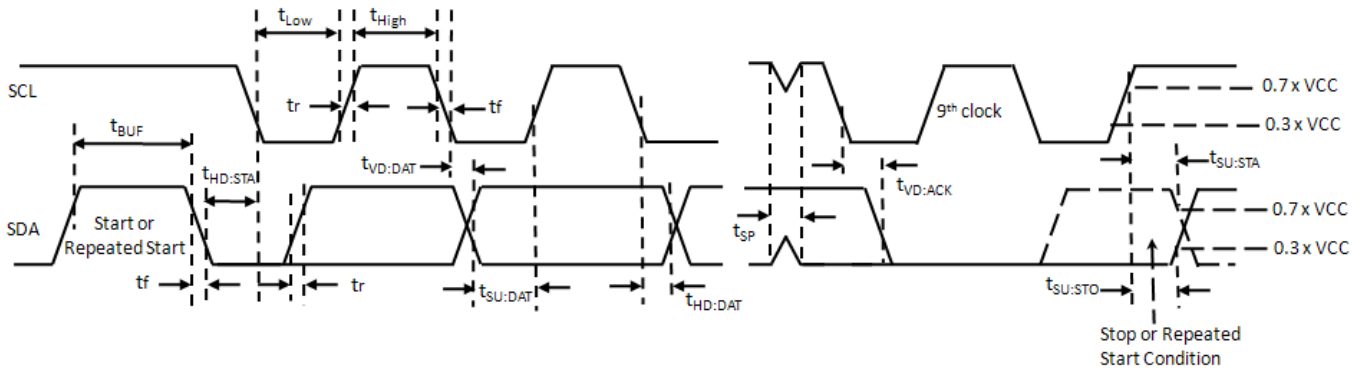 tLow
tHigh
SCL
tr
tf
9th clock
0.7 x VCC
0.3 x VCC
tBUF
tHD:STA
tVD:DAT
tVD:ACK
tSU:STA
SDA
Start or
Repeated Start
tSP
0.7 x VCC
0.3 x VCC
tf
tr
tSU:DAT
tHD:DAT
tSU:STO
Stop or Repeated
Start Condition